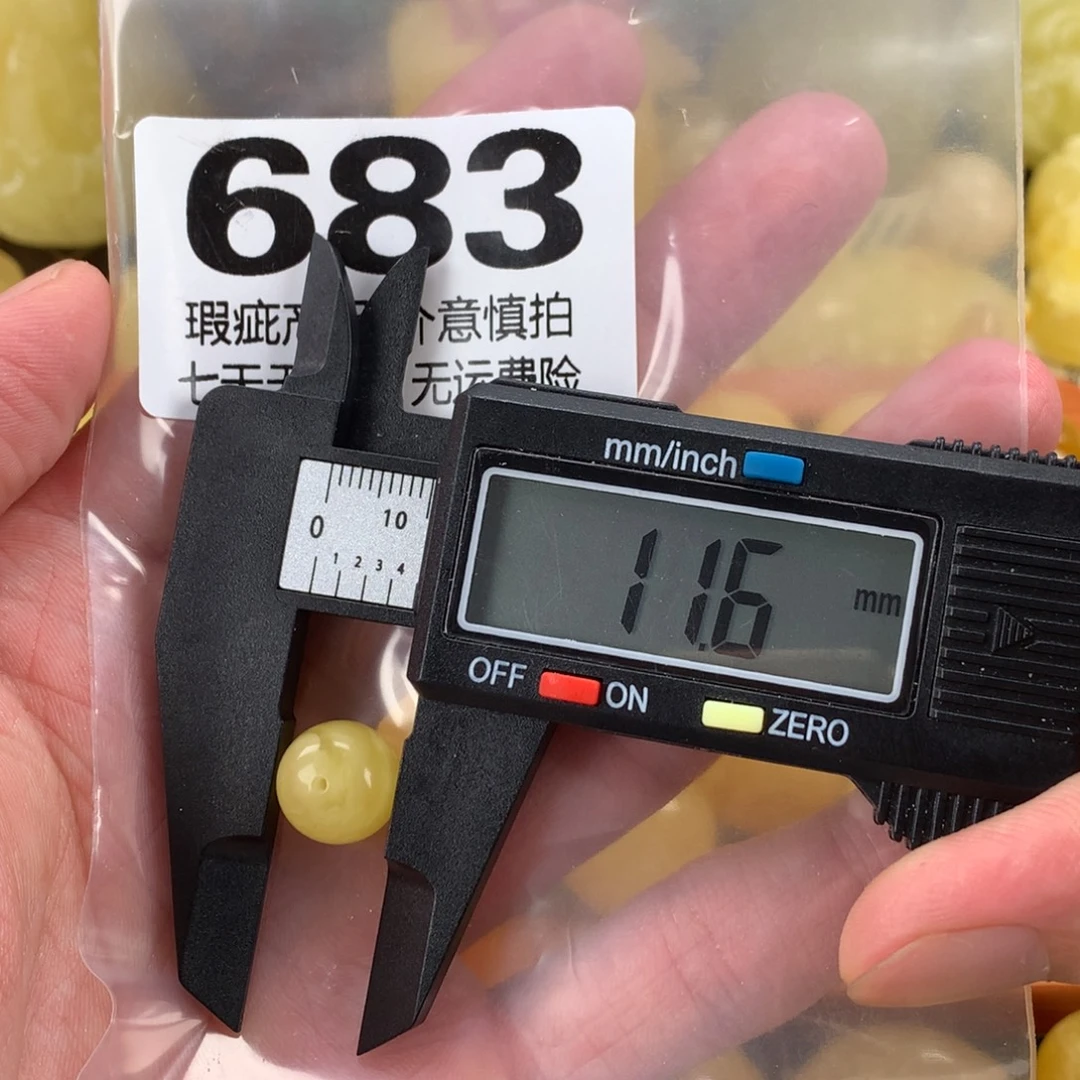 683
瑕疵 介意慎拍
七天无 无运费险
mm/inch
0 10
1 2 3 4
11.6 mm
OFF ON ZERO